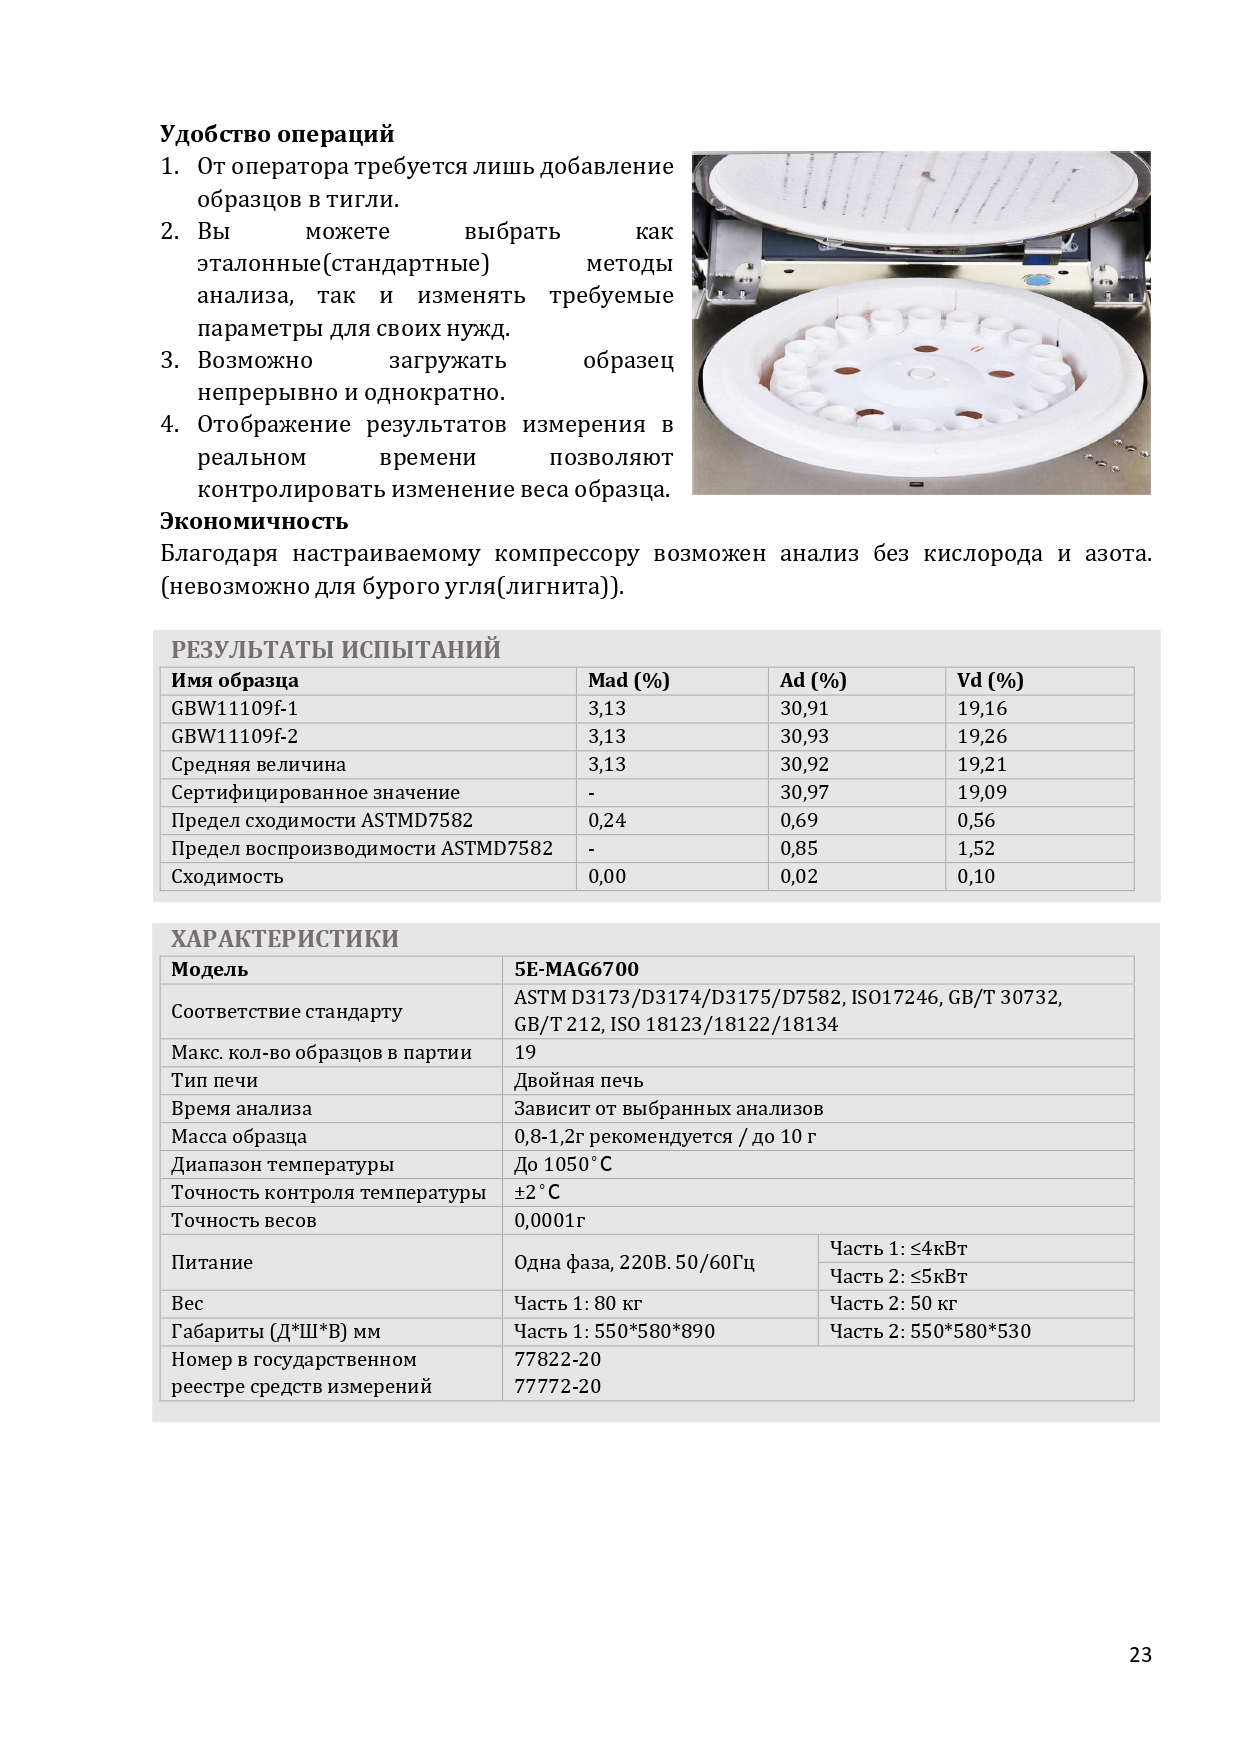 Удобство операций
1. От оператора требуется лишь добавление
образцов в тигли.
2. Вы можете выбрать как
эталонные(стандартные) методы
анализа, так и изменять требуемые
параметры для своих нужд.
3. Возможно загружать образец
непрерывно и однократно.
4. Отображение результатов измерения в
реальном времени позволяют
контролировать изменение веса образца.
Экономичность
Благодаря настраиваемому компрессору возможен анализ без кислорода и азота.
(невозможно для бурого угля(лигнита)).
РЕЗУЛЬТАТЫ ИСПЫТАНИЙ
Имя образца Mad (%) Ad (%) Vd (%)
GBW11109f-1 3,13 30,91 19,16
GBW11109f-2 3,13 30,93 19,26
Средняя величина 3,13 30,92 19,21
Сертифицированное значение - 30,97 19,09
Предел сходимости ASTMD7582 0,24 0,69 0,56
Предел воспроизводимости ASTMD7582 - 0,85 1,52
Сходимость 0,00 0,02 0,10
ХАРАКТЕРИСТИКИ
Модель 5E-MAG6700
Соответствие стандарту ASTM D3173/D3174/D3175/D7582, ISO17246, GB/T 30732,
GB/T 212, ISO 18123/18122/18134
Макс. кол-во образцов в партии 19
Тип печи Двойная печь
Время анализа Зависит от выбранных анализов
Масса образца 0,8-1,2г рекомендуется / до 10 г
Диапазон температуры До 1050˚C
Точность контроля температуры ±2˚C
Точность весов 0,0001г
Питание Одна фаза, 220В. 50/60Гц Часть 1: ≤4кВт
Часть 2: ≤5кВт
Вес Часть 1: 80 кг Часть 2: 50 кг
Габариты (Д*Ш*В) мм Часть 1: 550*580*890 Часть 2: 550*580*530
Номер в государственном 77822-20
реестре средств измерений 77772-20
23